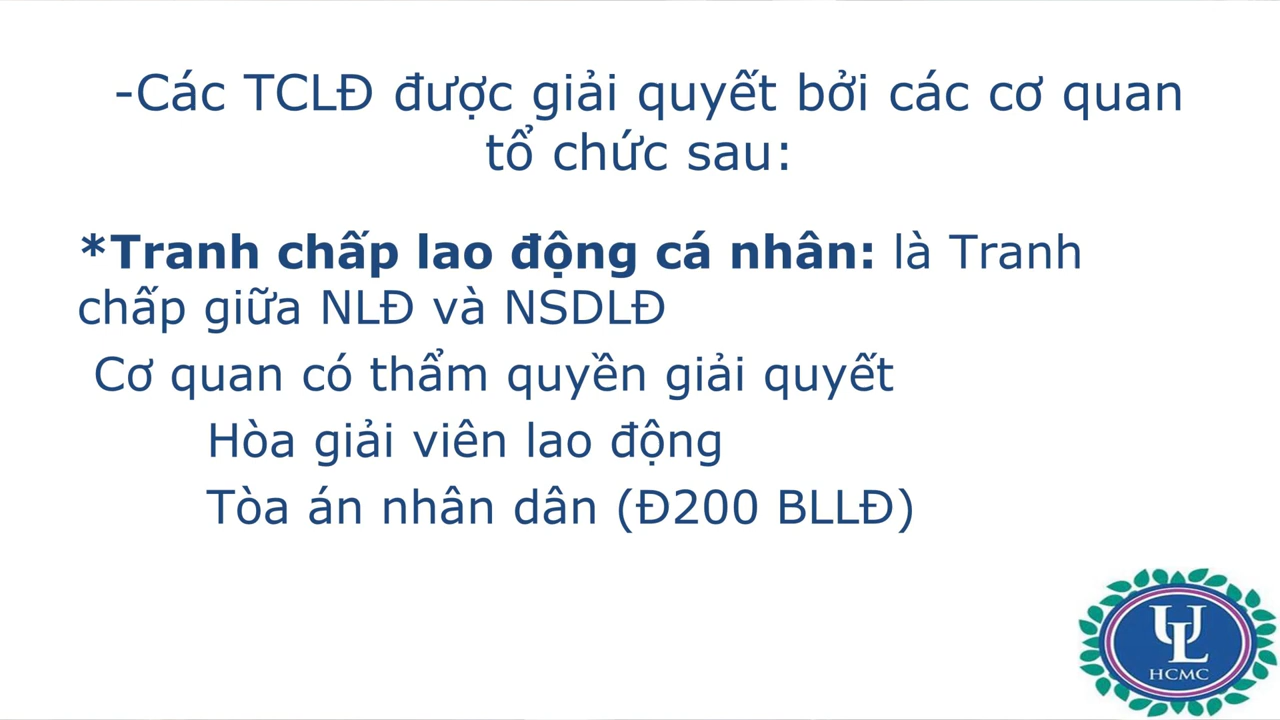 -Các TCLĐ được giải quyết bởi các cơ quan
tổ chức sau:
*Tranh chấp lao động cá nhân: là Tranh
chấp giữa NLĐ và NSDLĐ
Cơ quan có thẩm quyền giải quyết
Hòa giải viên lao động
Tòa án nhân dân (Đ200 BLLĐ)
UL
HCMC